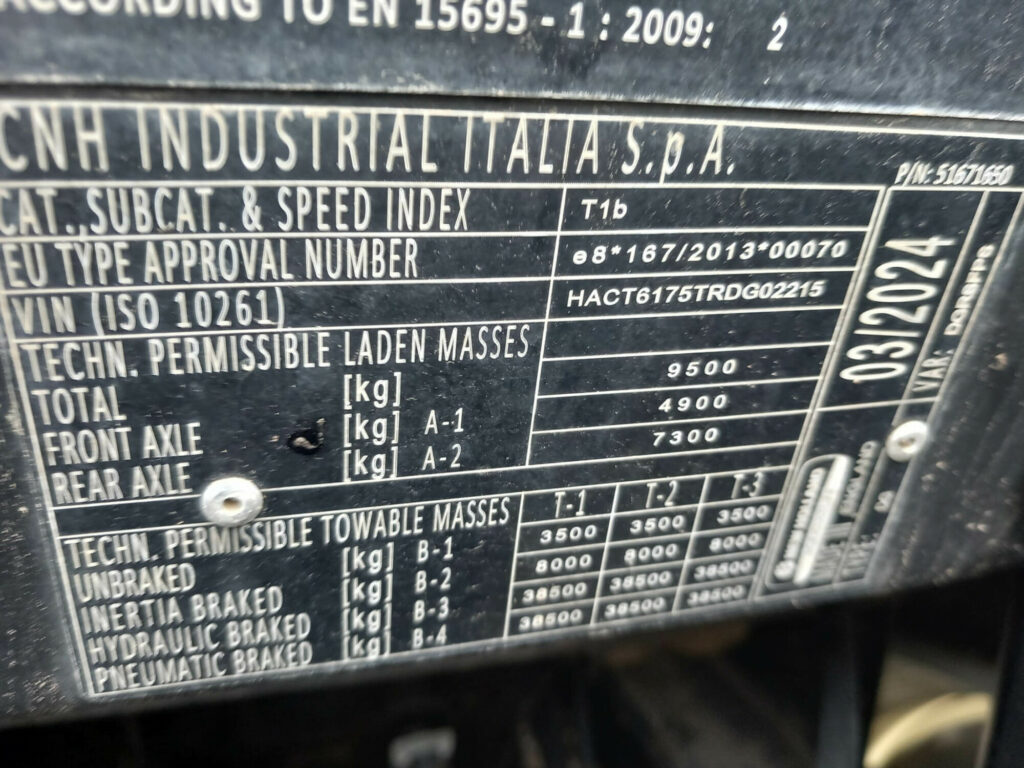 ACCORDING TO EN 15695 - 1 : 2009: 2
CNH INDUSTRIAL ITALIA S.p.A.
P/N: 51671650
CAT., SUBCAT. & SPEED INDEX T1b
EU TYPE APPROVAL NUMBER e8*167/2013*00070
VIN (ISO 10261) HACT6175TRDG02215
TECHN. PERMISSIBLE LADEN MASSES
TOTAL [kg] 9500
FRONT AXLE [kg] A-1 4900
REAR AXLE [kg] A-2 7300
TECHN. PERMISSIBLE TOWABLE MASSES T-1 T-2 T-3
UNBRAKED [kg] B-1 3500 3500 3500
INERTIA BRAKED [kg] B-2 8000 8000 8000
HYDRAULIC BRAKED [kg] B-3 38500 38500 38500
PNEUMATIC BRAKED [kg] B-4 38500 38500 38500
03/2024
VAR:
NEW HOLLAND